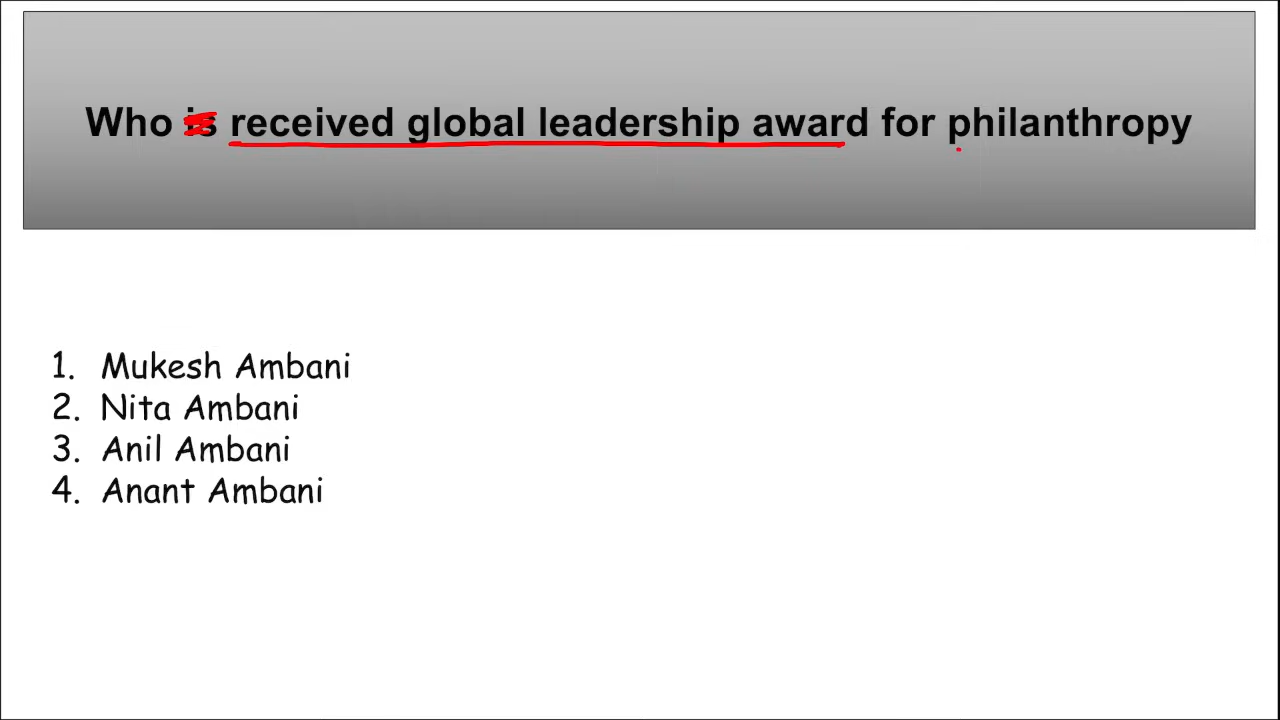 Who is received global leadership award for philanthropy
1. Mukesh Ambani
2. Nita Ambani
3. Anil Ambani
4. Anant Ambani